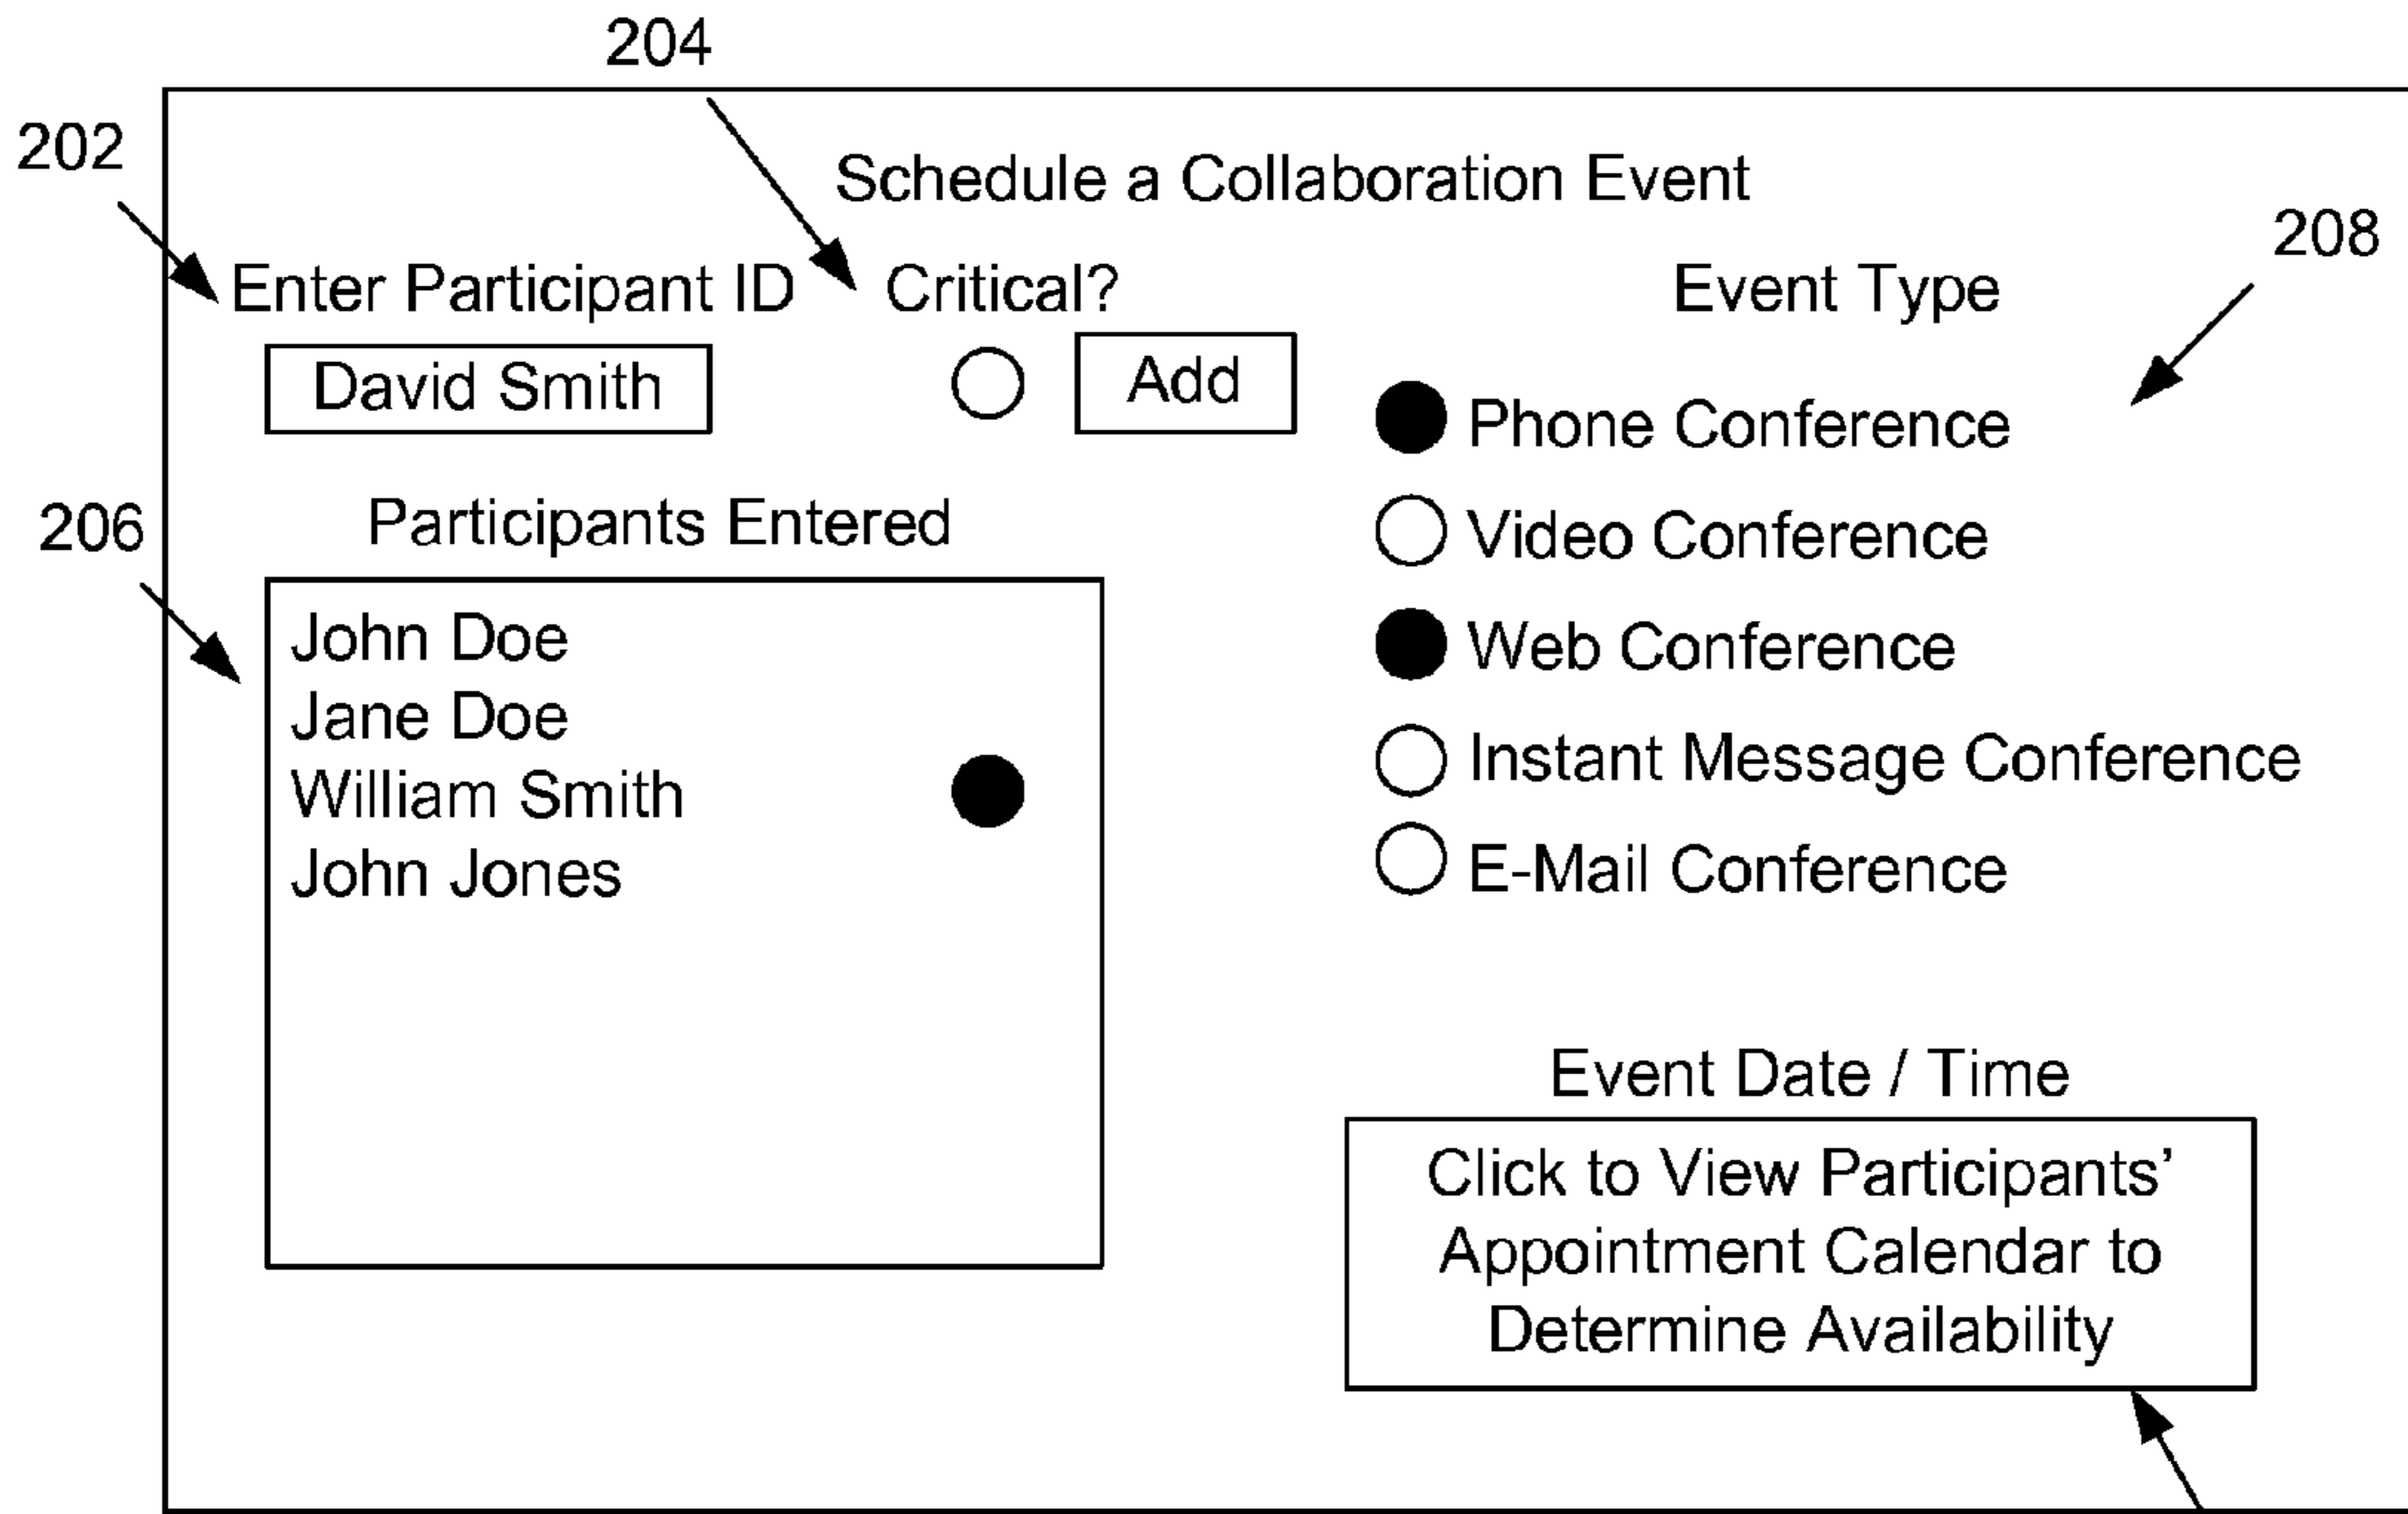 204
202
Schedule a Collaboration Event
208
Enter Participant ID
Critical?
Event Type
David Smith
Add
Phone Conference
206
Participants Entered
Video Conference
John Doe
Web Conference
Jane Doe
William Smith
Instant Message Conference
John Jones
E-Mail Conference
Event Date / Time
Click to View Participants’
Appointment Calendar to
Determine Availability